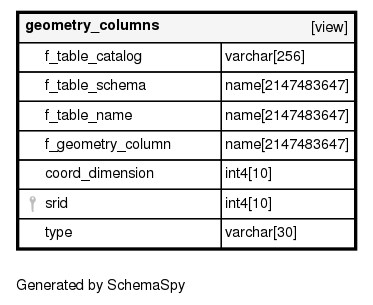 geometry_columns [view]
f_table_catalog varchar[256]
f_table_schema name[2147483647]
f_table_name name[2147483647]
f_geometry_column name[2147483647]
coord_dimension int4[10]
srid int4[10]
type varchar[30]
Generated by SchemaSpy